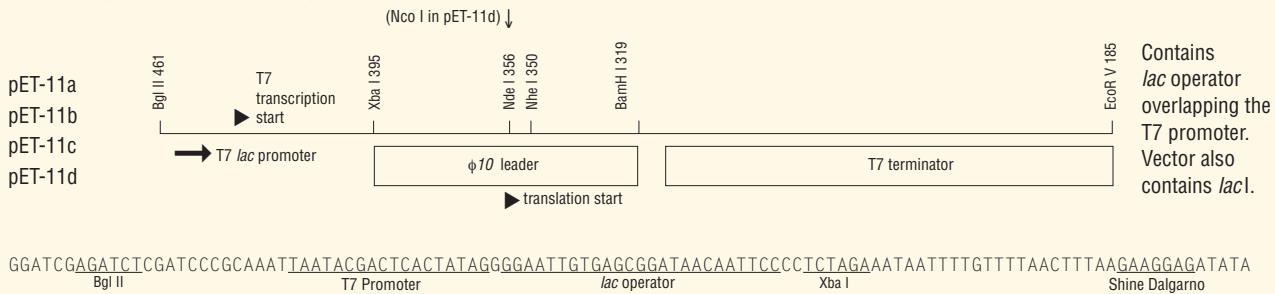 (Nco I in pET-11d)
pET-11a
pET-11b
pET-11c
pET-11d
Bgl II 461
T7
transcription
start
Xba I 395
Nde I 356
Nhe I 350
BamH I 319
EcoR V 185
T7 lac promoter
ϕ10 leader
T7 terminator
translation start
Contains
lac operator
overlapping the
T7 promoter.
Vector also
contains lacI.
GGATCGAGATCTCGATCCCGCAAATTAATACGACTCACTATAGGGGAATTGTGAGCGGATAACAATTCCCCTCTAGAAATAATTTTGTTTTAACTTTAAGAAGGAGATATA
Bgl II T7 Promoter lac operator Xba I Shine Dalgarno